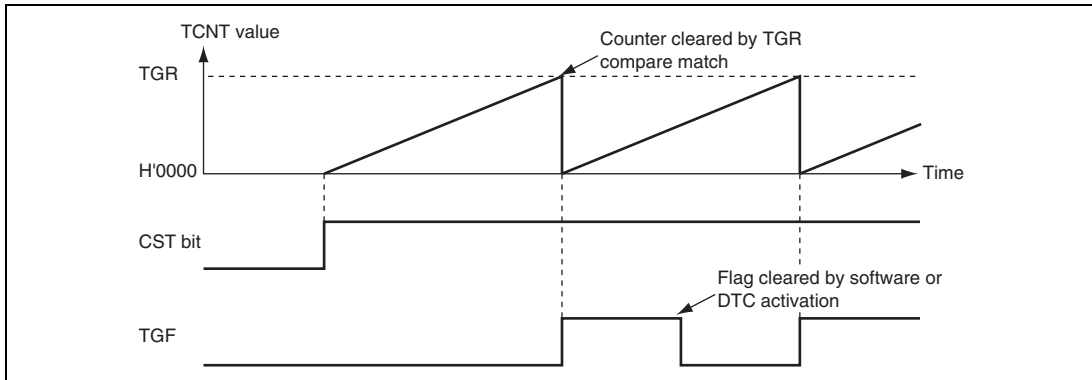 TCNT value
Counter cleared by TGR
compare match
TGR
H'0000
Time
CST bit
Flag cleared by software or
DTC activation
TGF